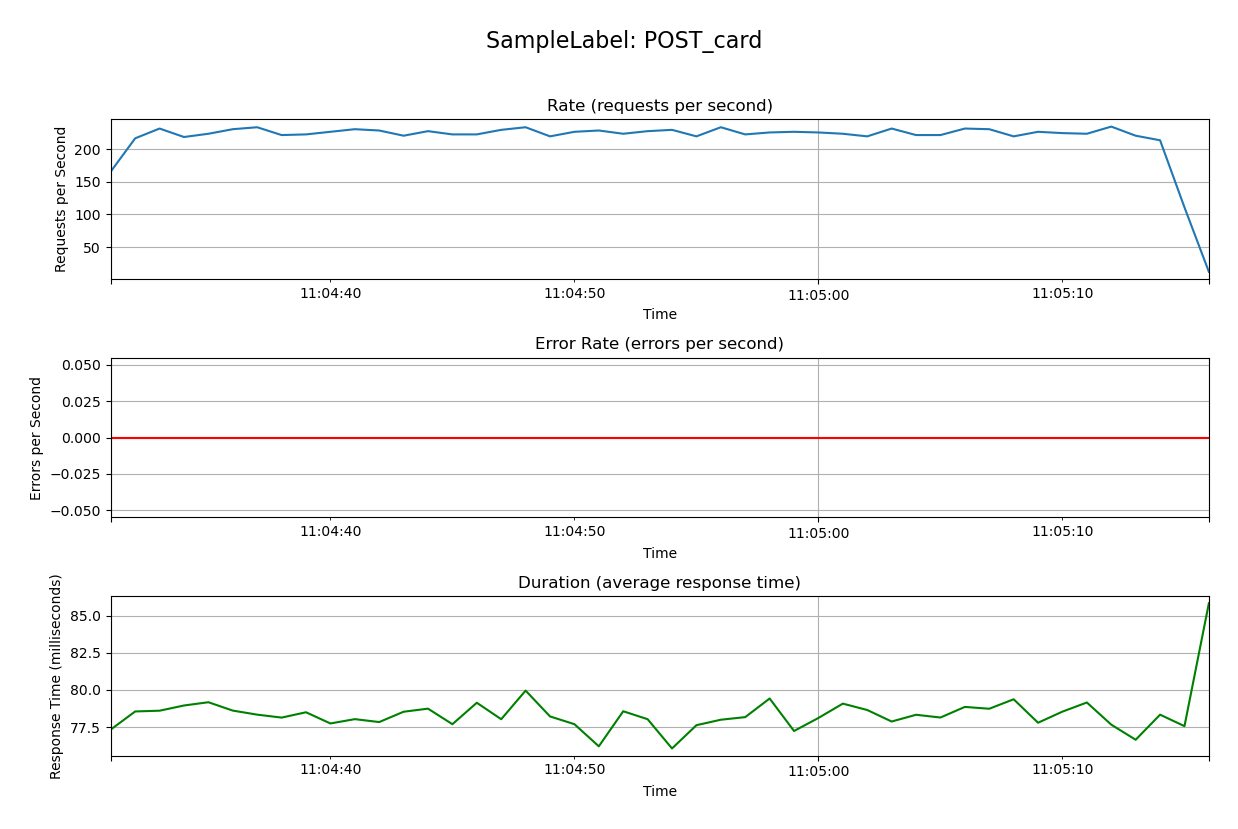 SampleLabel: POST_card
Rate (requests per second)
Requests per Second
200
150
100
50
11:04:40 11:04:50 11:05:00 11:05:10
Time
Error Rate (errors per second)
Errors per Second
0.050
0.025
0.000
−0.025
−0.050
11:04:40 11:04:50 11:05:00 11:05:10
Time
Duration (average response time)
Response Time (milliseconds)
85.0
82.5
80.0
77.5
11:04:40 11:04:50 11:05:00 11:05:10
Time